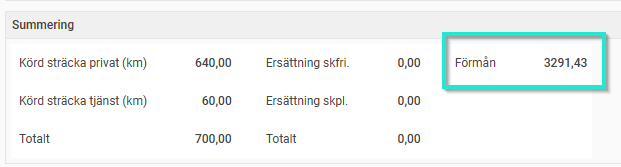 Summering
Körd sträcka privat (km) 640,00 Ersättning skfri. 0,00 Förmån 3291,43
Körd sträcka tjänst (km) 60,00 Ersättning skpl. 0,00
Totalt 700,00 Totalt 0,00